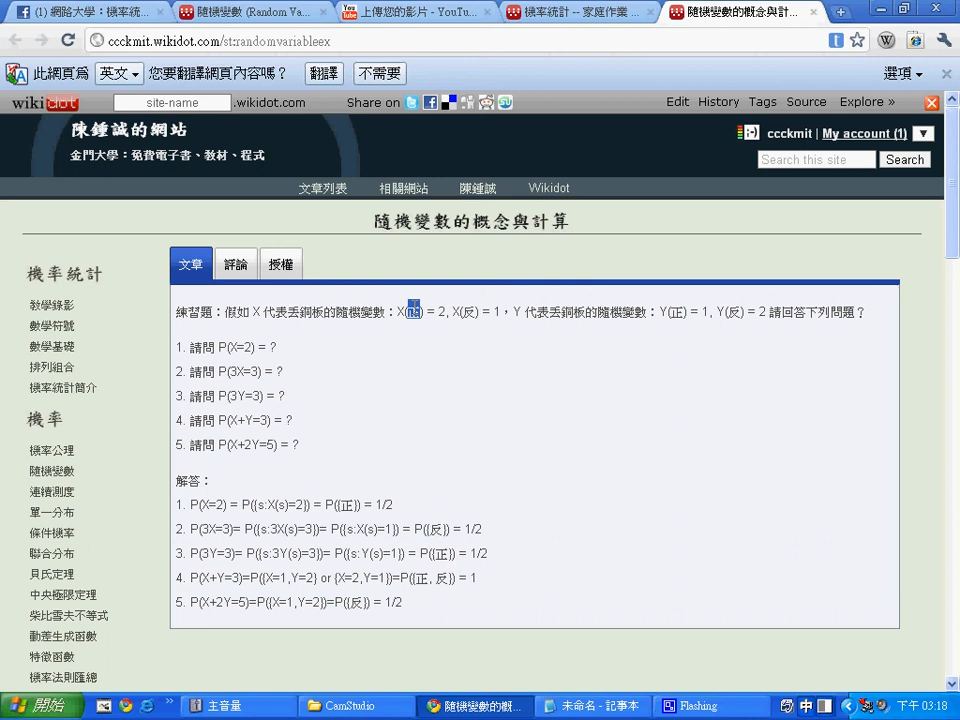 (1) 網路大學：機率統...
隨機變數 (Random Va...
上傳您的影片 - YouTu...
機率統計 -- 家庭作業 ...
隨機變數的概念與計...
ccckmit.wikidot.com/st:randomvariableex
此網頁為 英文 您要翻譯網頁內容嗎？ 翻譯 不需要 選項
wikidot site-name .wikidot.com Share on Edit History Tags Source Explore »
陳鍾誠的網站
金門大學：免費電子書、教材、程式
ccckmit | My account (1) ▼
Search this site Search
文章列表 相關網站 陳鍾誠 Wikidot
隨機變數的概念與計算
機率統計
教學錄影
數學符號
數學基礎
排列組合
機率統計簡介
機率
機率公理
隨機變數
連續測度
單一分布
條件機率
聯合分布
貝氏定理
中央極限定理
柴比雪夫不等式
動差生成函數
特徵函數
機率法則匯總
文章 評論 授權
練習題：假如 X 代表丟銅板的隨機變數：X(正) = 2, X(反) = 1，Y 代表丟銅板的隨機變數：Y(正) = 1, Y(反) = 2 請回答下列問題？
1. 請問 P(X=2) = ?
2. 請問 P(3X=3) = ?
3. 請問 P(3Y=3) = ?
4. 請問 P(X+Y=3) = ?
5. 請問 P(X+2Y=5) = ?
解答：
1. P(X=2) = P({s:X(s)=2}) = P({正}) = 1/2
2. P(3X=3)= P({s:3X(s)=3})= P({s:X(s)=1}) = P({反}) = 1/2
3. P(3Y=3)= P({s:3Y(s)=3})= P({s:Y(s)=1}) = P({正}) = 1/2
4. P(X+Y=3)=P({X=1,Y=2} or {X=2,Y=1})=P({正, 反}) = 1
5. P(X+2Y=5)=P({X=1,Y=2})=P({反}) = 1/2
開始 主音量 CamStudio 隨機變數的概... 未命名 - 記事本 Flashing 中 下午 03:18